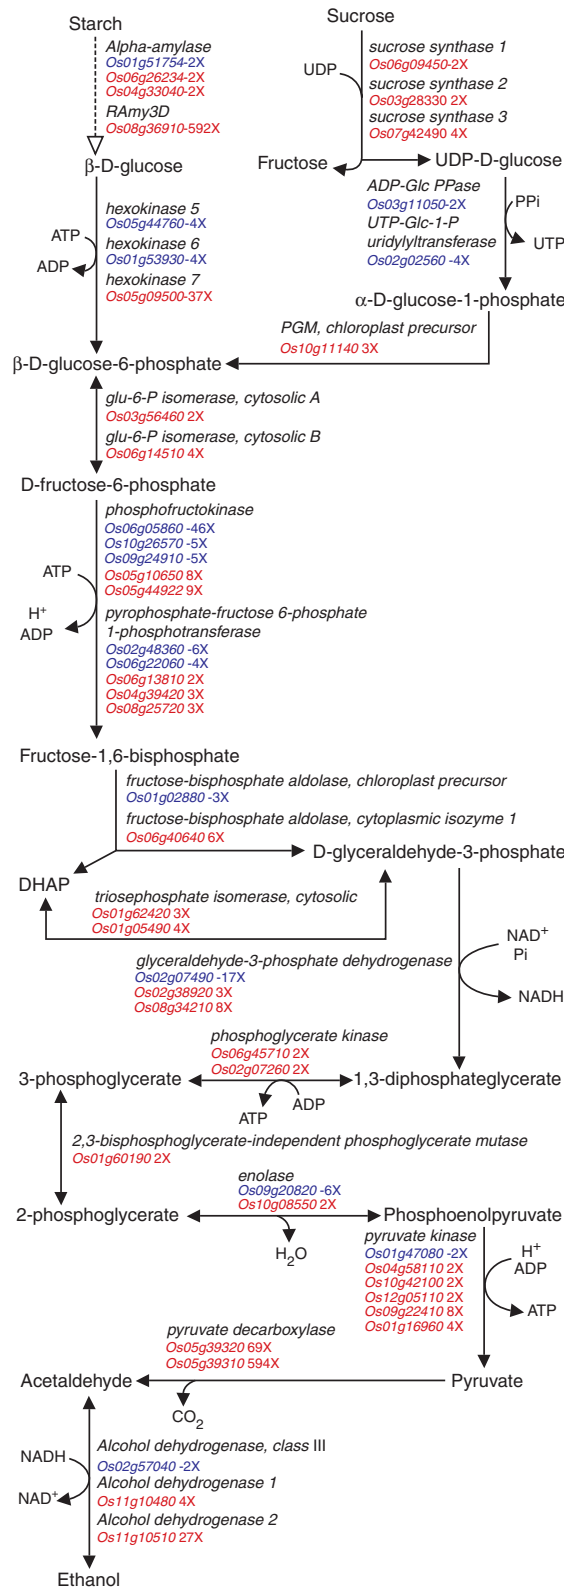 Starch
Sucrose
Alpha-amylase
Os01g51754-2X
Os06g26234-2X
Os04g33040-2X
RAmy3D
Os08g36910-592X
sucrose synthase 1
Os06g09450-2X
UDP
sucrose synthase 2
Os03g28330 2X
sucrose synthase 3
Os07g42490 4X
β-D-glucose
Fructose
UDP-D-glucose
ADP-Glc PPase
Os03g11050-2X
UTP-Glc-1-P
uridylyltransferase
Os02g02560 -4X
PPi
UTP
hexokinase 5
Os05g44760-4X
ATP
hexokinase 6
Os01g53930-4X
ADP
hexokinase 7
Os05g09500-37X
α-D-glucose-1-phosphate
PGM, chloroplast precursor
Os10g11140 3X
β-D-glucose-6-phosphate
glu-6-P isomerase, cytosolic A
Os03g56460 2X
glu-6-P isomerase, cytosolic B
Os06g14510 4X
D-fructose-6-phosphate
phosphofructokinase
Os06g05860 -46X
Os10g26570 -5X
Os09g24910 -5X
Os05g10650 8X
Os05g44922 9X
ATP
H+
ADP
pyrophosphate-fructose 6-phosphate
1-phosphotransferase
Os02g48360 -6X
Os06g22060 -4X
Os06g13810 2X
Os04g39420 3X
Os08g25720 3X
Fructose-1,6-bisphosphate
fructose-bisphosphate aldolase, chloroplast precursor
Os01g02880 -3X
fructose-bisphosphate aldolase, cytoplasmic isozyme 1
Os06g40640 6X
D-glyceraldehyde-3-phosphate
DHAP
triosephosphate isomerase, cytosolic
Os01g62420 3X
Os01g05490 4X
glyceraldehyde-3-phosphate dehydrogenase
Os02g07490 -17X
Os02g38920 3X
Os08g34210 8X
NAD+
Pi
NADH
phosphoglycerate kinase
Os06g45710 2X
Os02g07260 2X
3-phosphoglycerate
1,3-diphosphateglycerate
ATP
ADP
2,3-bisphosphoglycerate-independent phosphoglycerate mutase
Os01g60190 2X
enolase
Os09g20820 -6X
Os10g08550 2X
2-phosphoglycerate
Phosphoenolpyruvate
H2O
pyruvate kinase
Os01g47080 -2X
Os04g58110 2X
Os10g42100 2X
Os12g05110 2X
Os09g22410 8X
Os01g16960 4X
H+
ADP
ATP
pyruvate decarboxylase
Os05g39320 69X
Os05g39310 594X
Acetaldehyde
Pyruvate
CO2
Alcohol dehydrogenase, class III
Os02g57040 -2X
NADH
Alcohol dehydrogenase 1
Os11g10480 4X
NAD+
Alcohol dehydrogenase 2
Os11g10510 27X
Ethanol